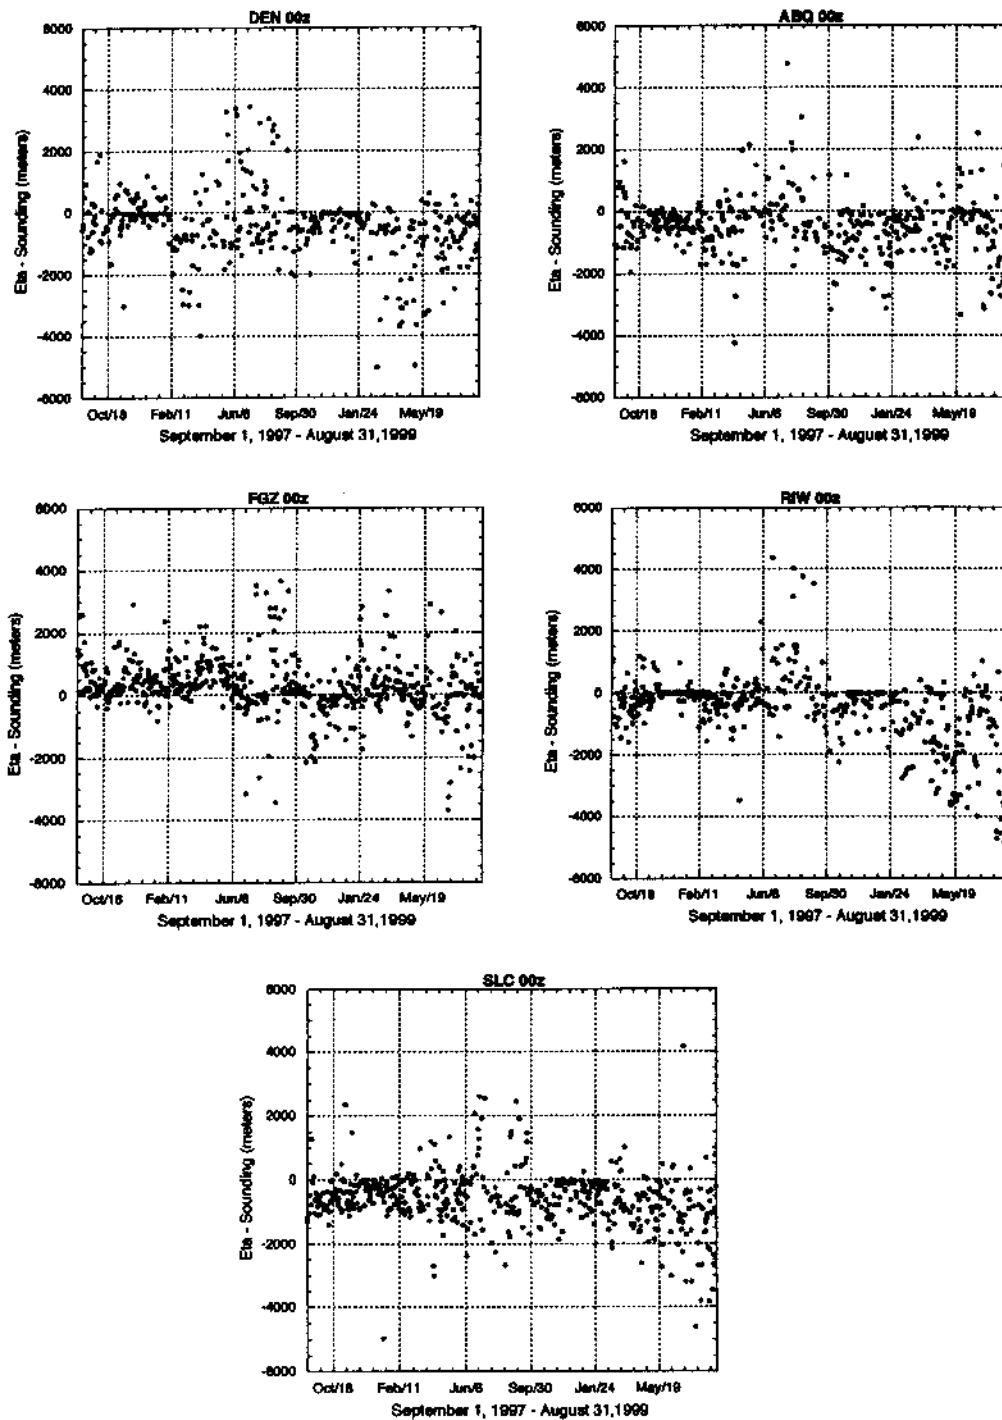 DEN 00z
6000
4000
2000
0
-2000
-4000
-6000
Eta - Sounding (meters)
Oct/18 Feb/11 Jun/6 Sep/30 Jan/24 May/19
September 1, 1997 - August 31,1999
ABQ 00z
6000
4000
2000
0
-2000
-4000
-6000
Eta - Sounding (meters)
Oct/18 Feb/11 Jun/6 Sep/30 Jan/24 May/19
September 1, 1997 - August 31,1999
FGZ 00z
6000
4000
2000
0
-2000
-4000
-6000
Eta - Sounding (meters)
Oct/18 Feb/11 Jun/6 Sep/30 Jan/24 May/19
September 1, 1997 - August 31,1999
RIW 00z
6000
4000
2000
0
-2000
-4000
-6000
Eta - Sounding (meters)
Oct/18 Feb/11 Jun/6 Sep/30 Jan/24 May/19
September 1, 1997 - August 31,1999
SLC 00z
6000
4000
2000
0
-2000
-4000
-6000
Eta - Sounding (meters)
Oct/18 Feb/11 Jun/6 Sep/30 Jan/24 May/19
September 1, 1997 - August 31,1999